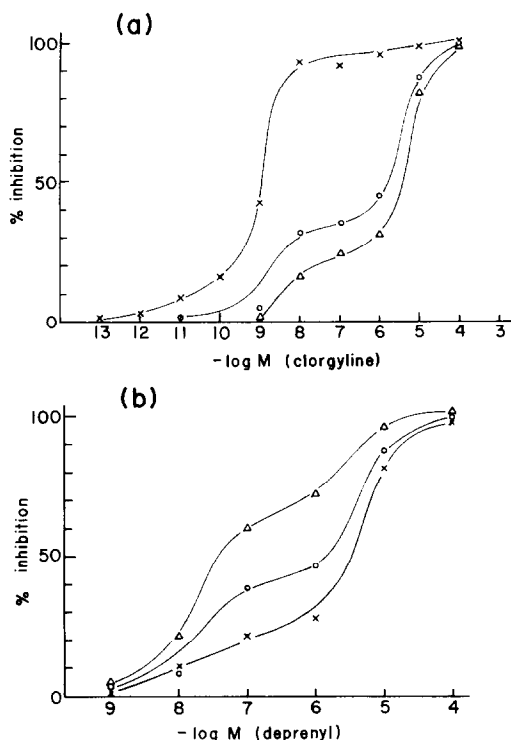 (a)
100
50
0
% inhibition
13 12 11 10 9 8 7 6 5 4 3
-log M (clorgyline)
(b)
100
50
0
% inhibition
9 8 7 6 5 4
-log M (deprenyl)